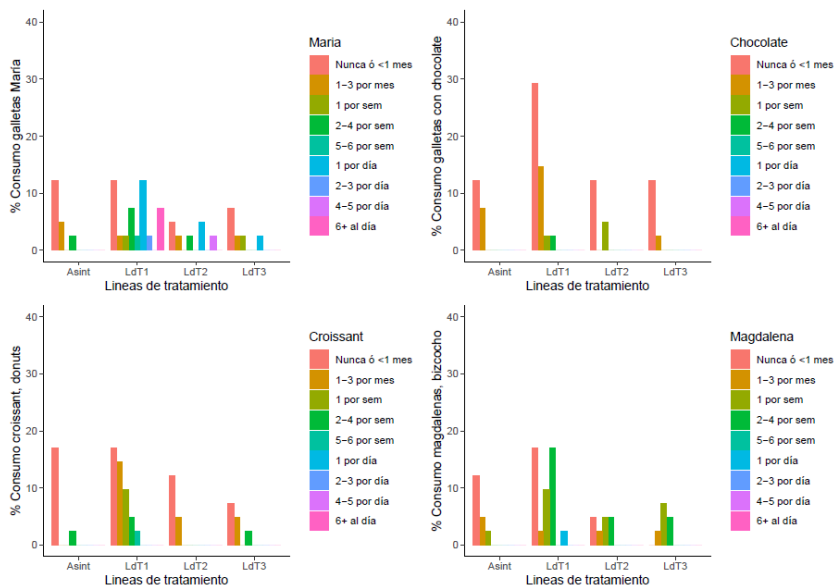 % Consumo galletas María
40
30
20
10
0
Asint LdT1 LdT2 LdT3
Lineas de tratamiento
Maria
Nunca ó <1 mes
1−3 por mes
1 por sem
2−4 por sem
5−6 por sem
1 por día
2−3 por día
4−5 por día
6+ al día
% Consumo galletas con chocolate
40
30
20
10
0
Asint LdT1 LdT2 LdT3
Lineas de tratamiento
Chocolate
Nunca ó <1 mes
1−3 por mes
1 por sem
2−4 por sem
5−6 por sem
1 por día
2−3 por día
4−5 por día
6+ al día
% Consumo croissant, donuts
40
30
20
10
0
Asint LdT1 LdT2 LdT3
Lineas de tratamiento
Croissant
Nunca ó <1 mes
1−3 por mes
1 por sem
2−4 por sem
5−6 por sem
1 por día
2−3 por día
4−5 por día
6+ al día
% Consumo magdalenas, bizcocho
40
30
20
10
0
Asint LdT1 LdT2 LdT3
Lineas de tratamiento
Magdalena
Nunca ó <1 mes
1−3 por mes
1 por sem
2−4 por sem
5−6 por sem
1 por día
2−3 por día
4−5 por día
6+ al día